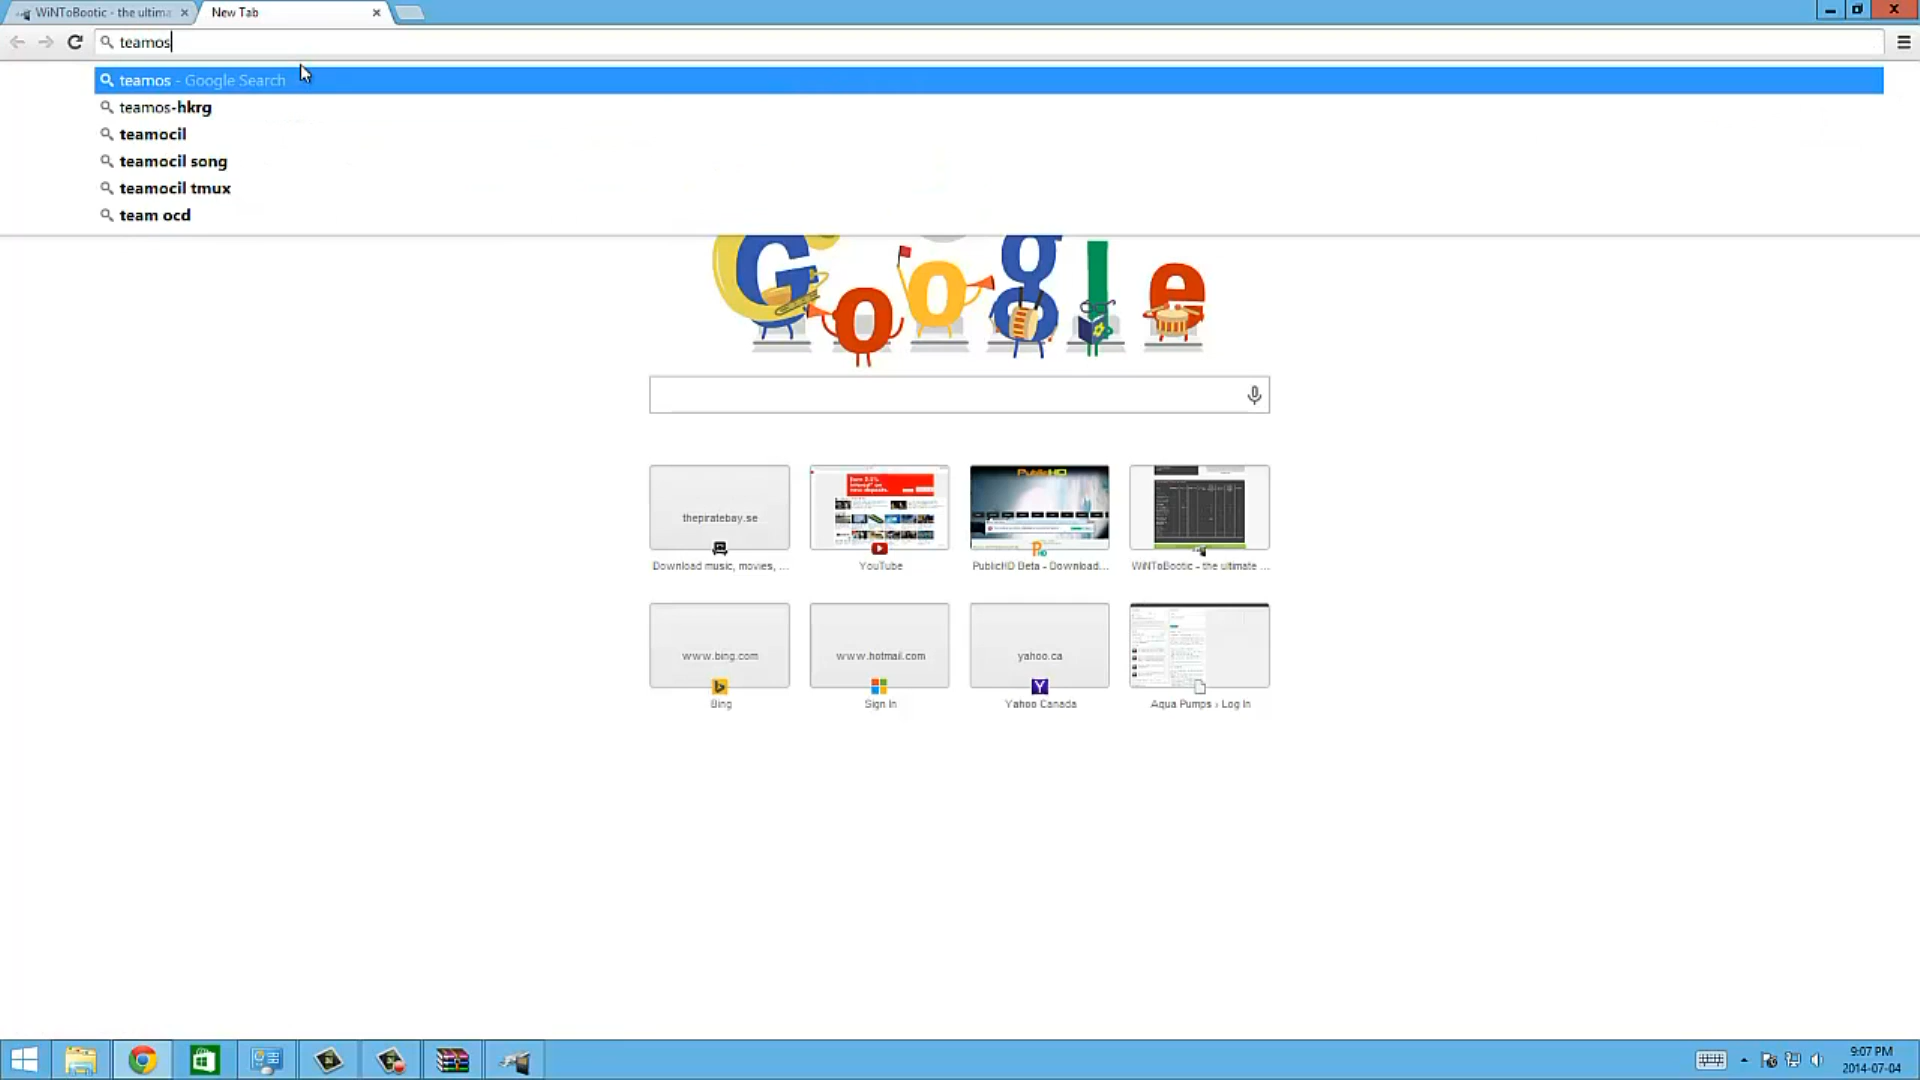 WiNToBootic - the ultima
New Tab
teamos
teamos - Google Search
teamos-hkrg
teamocil
teamocil song
teamocil tmux
team ocd
Google
thepiratebay.se
PublicHD
Download music, movies, ...
YouTube
PublicHD Beta - Download...
WiNToBootic - the ultimate ...
www.bing.com
www.hotmail.com
yahoo.ca
Bing
Sign In
Yahoo Canada
Aqua Pumps › Log In
9:07 PM
2014-07-04